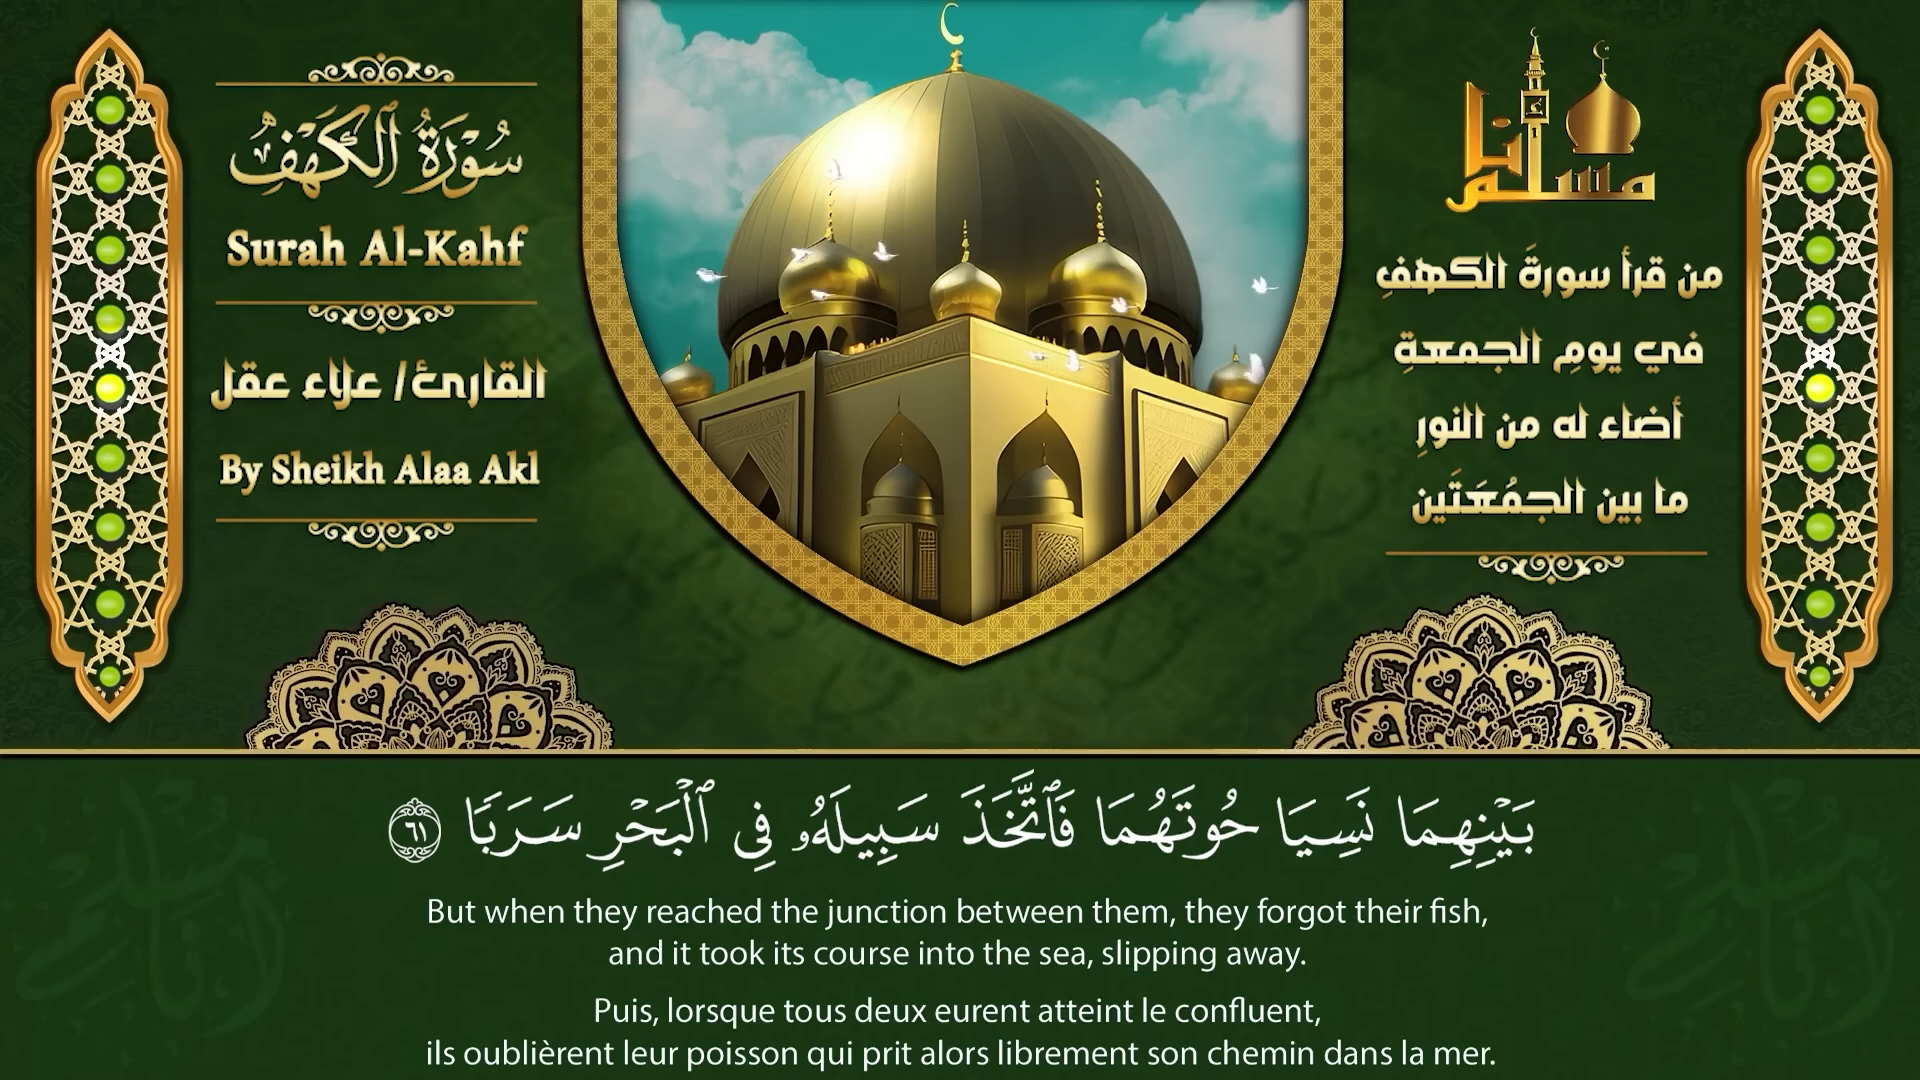 سُورَةُ الكَهْفِ
Surah Al-Kahf
القارئ/ علاء عقل
By Sheikh Alaa Akl
أنا مسلم
من قرأ سورةَ الكهفِ
في يومِ الجمعةِ
أضاء له من النورِ
ما بين الجمُعَتَين
بَيْنِهِمَا نَسِيَا حُوتَهُمَا فَٱتَّخَذَ سَبِيلَهُۥ فِى ٱلْبَحْرِ سَرَبًا ٦١
But when they reached the junction between them, they forgot their fish,
and it took its course into the sea, slipping away.
Puis, lorsque tous deux eurent atteint le confluent,
ils oublièrent leur poisson qui prit alors librement son chemin dans la mer.